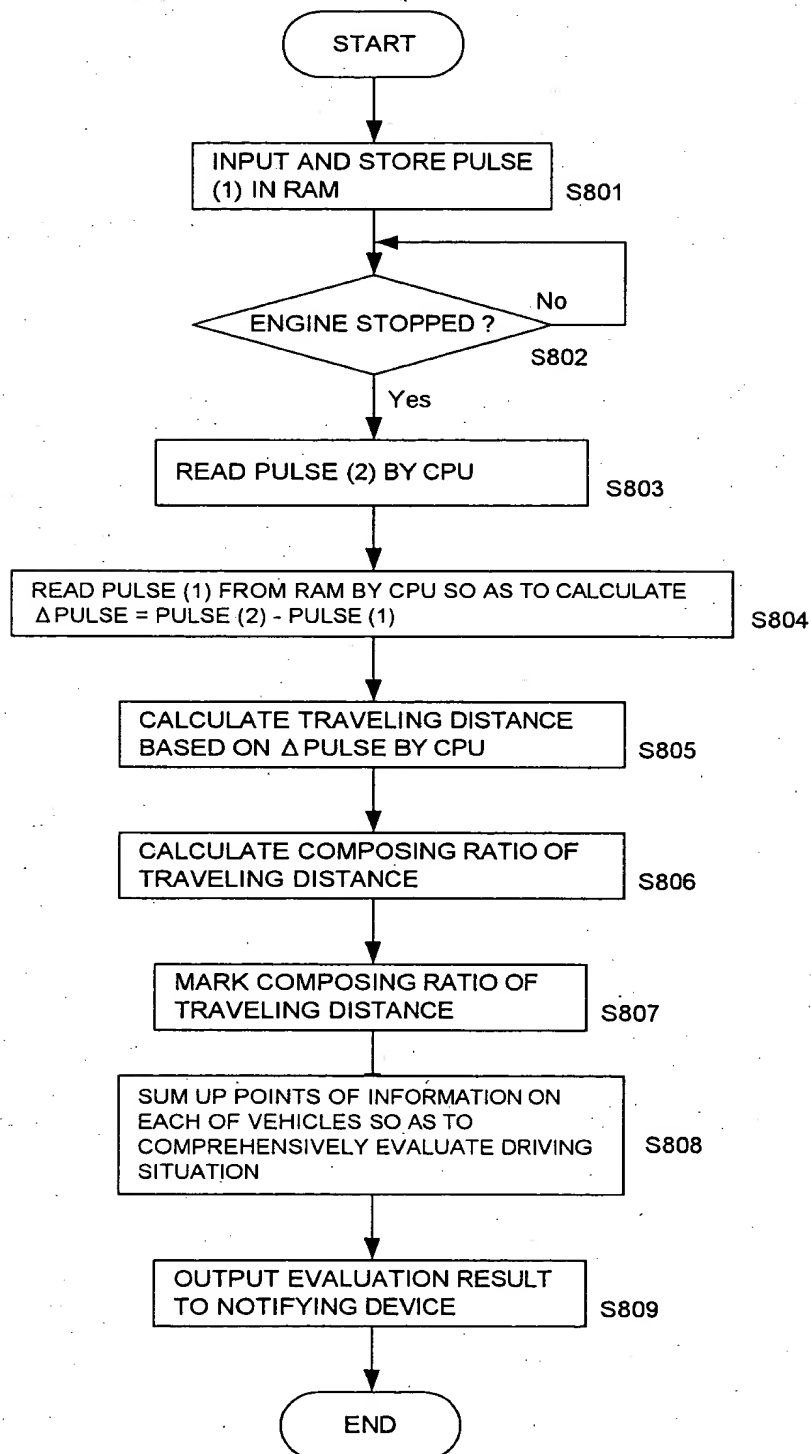 START
INPUT AND STORE PULSE
(1) IN RAM
S801
No
ENGINE STOPPED ?
S802
Yes
READ PULSE (2) BY CPU
S803
READ PULSE (1) FROM RAM BY CPU SO AS TO CALCULATE
Δ PULSE = PULSE (2) - PULSE (1)
S804
CALCULATE TRAVELING DISTANCE
BASED ON Δ PULSE BY CPU
S805
CALCULATE COMPOSING RATIO OF
TRAVELING DISTANCE
S806
MARK COMPOSING RATIO OF
TRAVELING DISTANCE
S807
SUM UP POINTS OF INFORMATION ON
EACH OF VEHICLES SO AS TO
COMPREHENSIVELY EVALUATE DRIVING
SITUATION
S808
OUTPUT EVALUATION RESULT
TO NOTIFYING DEVICE
S809
END